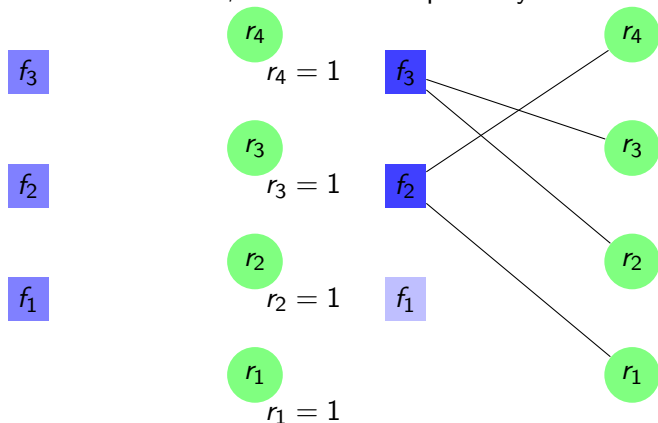 r₄ r₄
f₃ r₄ = 1 f₃
r₃ r₃
f₂ r₃ = 1 f₂
r₂ r₂
f₁ r₂ = 1 f₁
r₁ r₁
r₁ = 1